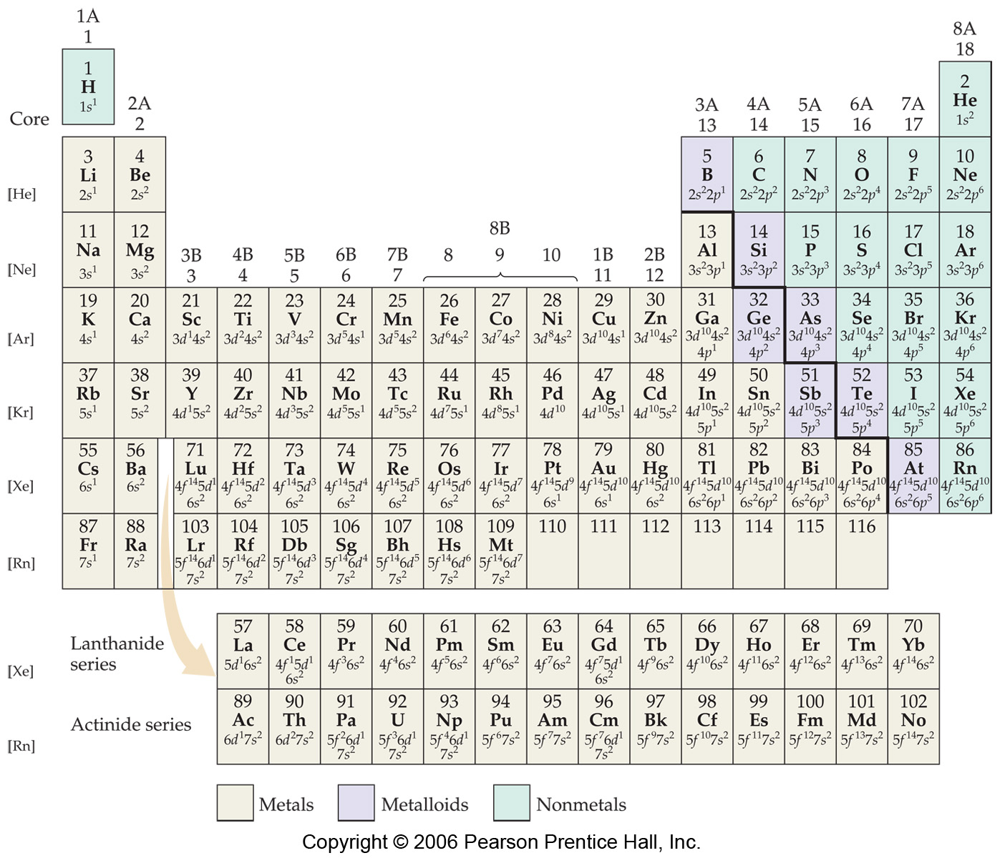 1A
1
8A
18
1
H
1s¹
2
He
1s²
Core
2A
2
3A 4A 5A 6A 7A
13 14 15 16 17
3 4 5 6 7 8 9 10
Li Be B C N O F Ne
[He] 2s¹ 2s² 2s²2p¹ 2s²2p² 2s²2p³ 2s²2p⁴ 2s²2p⁵ 2s²2p⁶
11 12 13 14 15 16 17 18
Na Mg Al Si P S Cl Ar
[Ne] 3s¹ 3s² 3s²3p¹ 3s²3p² 3s²3p³ 3s²3p⁴ 3s²3p⁵ 3s²3p⁶
8B
3B 4B 5B 6B 7B 8 9 10 1B 2B
3 4 5 6 7 11 12
19 20 21 22 23 24 25 26 27 28 29 30 31 32 33 34 35 36
K Ca Sc Ti V Cr Mn Fe Co Ni Cu Zn Ga Ge As Se Br Kr
[Ar] 4s¹ 4s² 3d¹4s² 3d²4s² 3d³4s² 3d⁵4s¹ 3d⁵4s² 3d⁶4s² 3d⁷4s² 3d⁸4s² 3d¹⁰4s¹ 3d¹⁰4s² 3d¹⁰4s² 3d¹⁰4s² 3d¹⁰4s² 3d¹⁰4s² 3d¹⁰4s² 3d¹⁰4s²
4p¹ 4p² 4p³ 4p⁴ 4p⁵ 4p⁶
37 38 39 40 41 42 43 44 45 46 47 48 49 50 51 52 53 54
Rb Sr Y Zr Nb Mo Tc Ru Rh Pd Ag Cd In Sn Sb Te I Xe
[Kr] 5s¹ 5s² 4d¹5s² 4d²5s² 4d³5s² 4d⁵5s¹ 4d⁵5s² 4d⁷5s¹ 4d⁸5s¹ 4d¹⁰ 4d¹⁰5s¹ 4d¹⁰5s² 4d¹⁰5s² 4d¹⁰5s² 4d¹⁰5s² 4d¹⁰5s² 4d¹⁰5s² 4d¹⁰5s²
5p¹ 5p² 5p³ 5p⁴ 5p⁵ 5p⁶
55 56 71 72 73 74 75 76 77 78 79 80 81 82 83 84 85 86
Cs Ba Lu Hf Ta W Re Os Ir Pt Au Hg Tl Pb Bi Po At Rn
[Xe] 6s¹ 6s² 4f¹⁴5d¹ 4f¹⁴5d² 4f¹⁴5d³ 4f¹⁴5d⁴ 4f¹⁴5d⁵ 4f¹⁴5d⁶ 4f¹⁴5d⁷ 4f¹⁴5d⁹ 4f¹⁴5d¹⁰ 4f¹⁴5d¹⁰ 4f¹⁴5d¹⁰ 4f¹⁴5d¹⁰ 4f¹⁴5d¹⁰ 4f¹⁴5d¹⁰ 4f¹⁴5d¹⁰ 4f¹⁴5d¹⁰
6s² 6s² 6s² 6s² 6s² 6s² 6s² 6s¹ 6s¹ 6s² 6s²6p¹ 6s²6p² 6s²6p³ 6s²6p⁴ 6s²6p⁵ 6s²6p⁶
87 88 103 104 105 106 107 108 109 110 111 112 113 114 115 116
Fr Ra Lr Rf Db Sg Bh Hs Mt
[Rn] 7s¹ 7s² 5f¹⁴6d¹ 5f¹⁴6d² 5f¹⁴6d³ 5f¹⁴6d⁴ 5f¹⁴6d⁵ 5f¹⁴6d⁶ 5f¹⁴6d⁷
7s² 7s² 7s² 7s² 7s² 7s² 7s²
57 58 59 60 61 62 63 64 65 66 67 68 69 70
Lanthanide La Ce Pr Nd Pm Sm Eu Gd Tb Dy Ho Er Tm Yb
series 5d¹6s² 4f¹5d¹ 4f³6s² 4f⁴6s² 4f⁵6s² 4f⁶6s² 4f⁷6s² 4f⁷5d¹ 4f⁹6s² 4f¹⁰6s² 4f¹¹6s² 4f¹²6s² 4f¹³6s² 4f¹⁴6s²
[Xe] 6s² 6s²
89 90 91 92 93 94 95 96 97 98 99 100 101 102
Actinide series Ac Th Pa U Np Pu Am Cm Bk Cf Es Fm Md No
6d¹7s² 6d²7s² 5f²6d¹ 5f³6d¹ 5f⁴6d¹ 5f⁶7s² 5f⁷7s² 5f⁷6d¹ 5f⁹7s² 5f¹⁰7s² 5f¹¹7s² 5f¹²7s² 5f¹³7s² 5f¹⁴7s²
[Rn] 7s² 7s² 7s² 7s²
Metals Metalloids Nonmetals
Copyright © 2006 Pearson Prentice Hall, Inc.